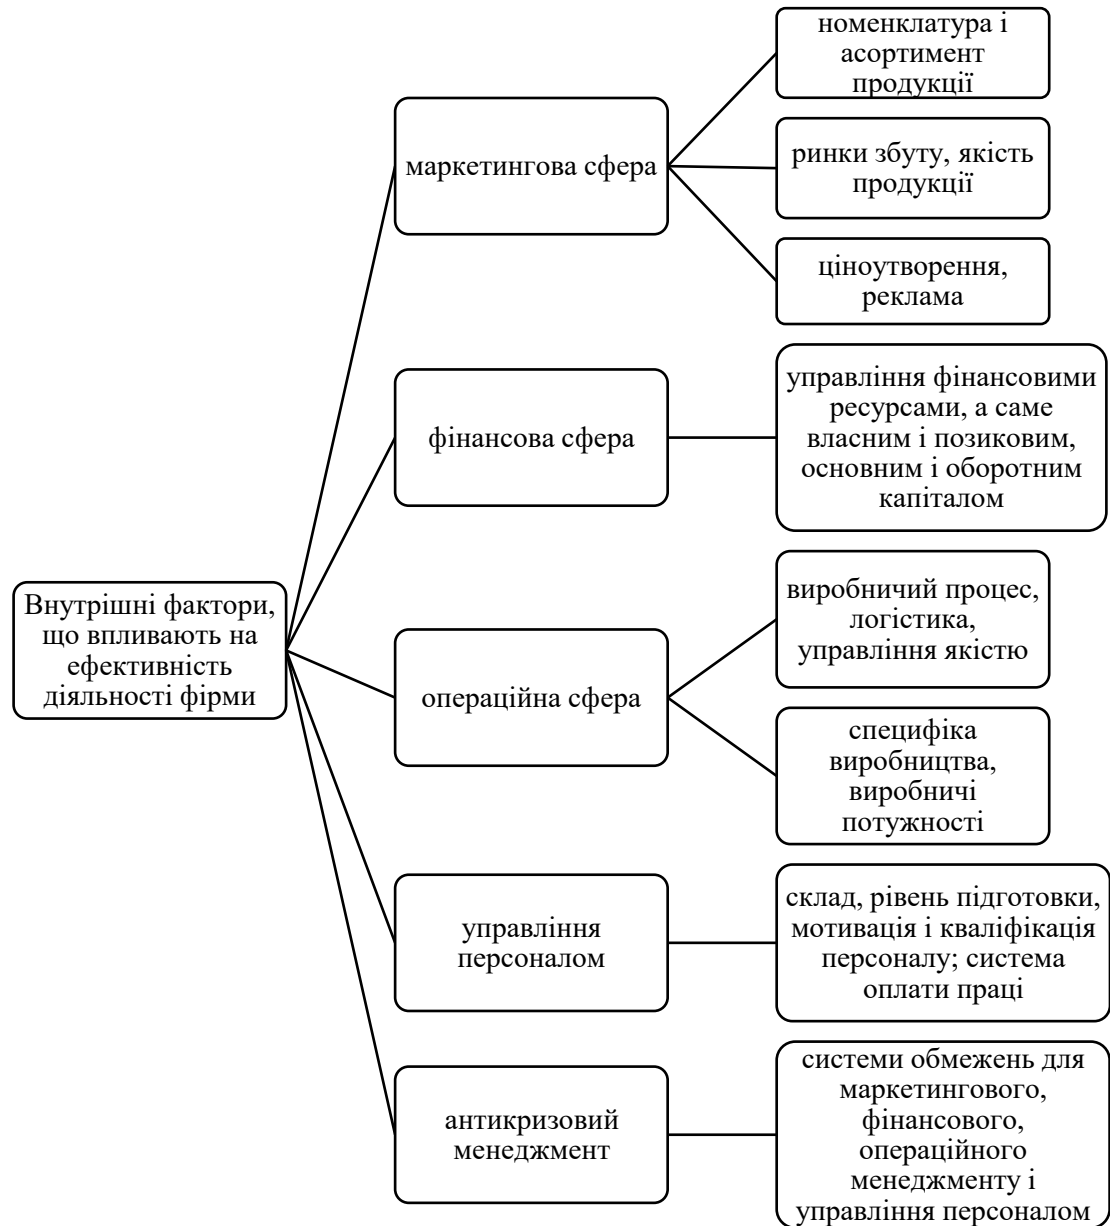 Внутрішні фактори,
що впливають на
ефективність
діяльності фірми
маркетингова сфера
номенклатура і
асортимент
продукції
ринки збуту, якість
продукції
ціноутворення,
реклама
фінансова сфера
управління фінансовими
ресурсами, а саме
власним і позиковим,
основним і оборотним
капіталом
операційна сфера
виробничий процес,
логістика,
управління якістю
специфіка
виробництва,
виробничі
потужності
управління
персоналом
склад, рівень підготовки,
мотивація і кваліфікація
персоналу; система
оплати праці
антикризовий
менеджмент
системи обмежень для
маркетингового,
фінансового,
операційного
менеджменту і
управління персоналом